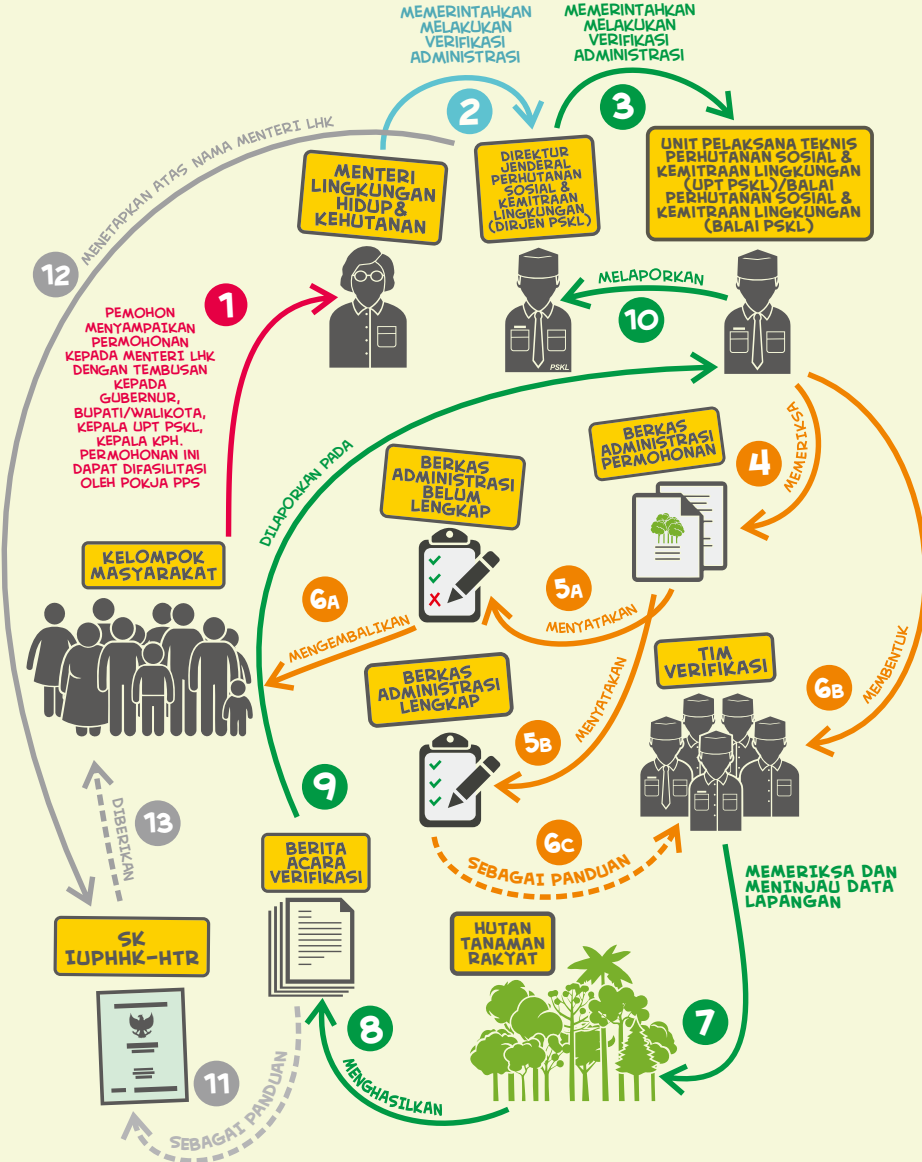 MEMERINTAHKAN
MELAKUKAN
VERIFIKASI
ADMINISTRASI
2
MEMERINTAHKAN
MELAKUKAN
VERIFIKASI
ADMINISTRASI
3
12
MENETAPKAN ATAS NAMA MENTERI LHK
MENTERI
LINGKUNGAN
HIDUP&
KEHUTANAN
DIREKTUR
JENDERAL
PERHUTANAN
SOSIAL &
KEMITRAAN
LINGKUNGAN
(DIRJEN PSKL)
UNIT PELAKSANA TEKNIS
PERHUTANAN SOSIAL &
KEMITRAAN LINGKUNGAN
(UPT PSKL)/BALAI
PERHUTANAN SOSIAL &
KEMITRAAN LINGKUNGAN
(BALAI PSKL)
1
PEMOHON
MENYAMPAIKAN
PERMOHONAN
KEPADA MENTERI LHK
DENGAN TEMBUSAN
KEPADA
GUBERNUR,
BUPATI/WALIKOTA,
KEPALA UPT PSKL,
KEPALA KPH.
PERMOHONAN INI
DAPAT DIFASILITASI
OLEH POKJA PPS
MELAPORKAN
10
PSKL
BERKAS
ADMINISTRASI
PERMOHONAN
4
MEMERIKSA
DILAPORKAN PADA
BERKAS
ADMINISTRASI
BELUM
LENGKAP
KELOMPOK
MASYARAKAT
6A
MENGEMBALIKAN
5A
MENYATAKAN
BERKAS
ADMINISTRASI
LENGKAP
5B
MENYATAKAN
TIM
VERIFIKASI
6B
MEMBENTUK
9
13
DIBERIKAN
BERITA
ACARA
VERIFIKASI
6C
SEBAGAI PANDUAN
MEMERIKSA DAN
MENINJAU DATA
LAPANGAN
SK
IUPHHK-HTR
HUTAN
TANAMAN
RAKYAT
7
8
MENGHASILKAN
11
SEBAGAI PANDUAN